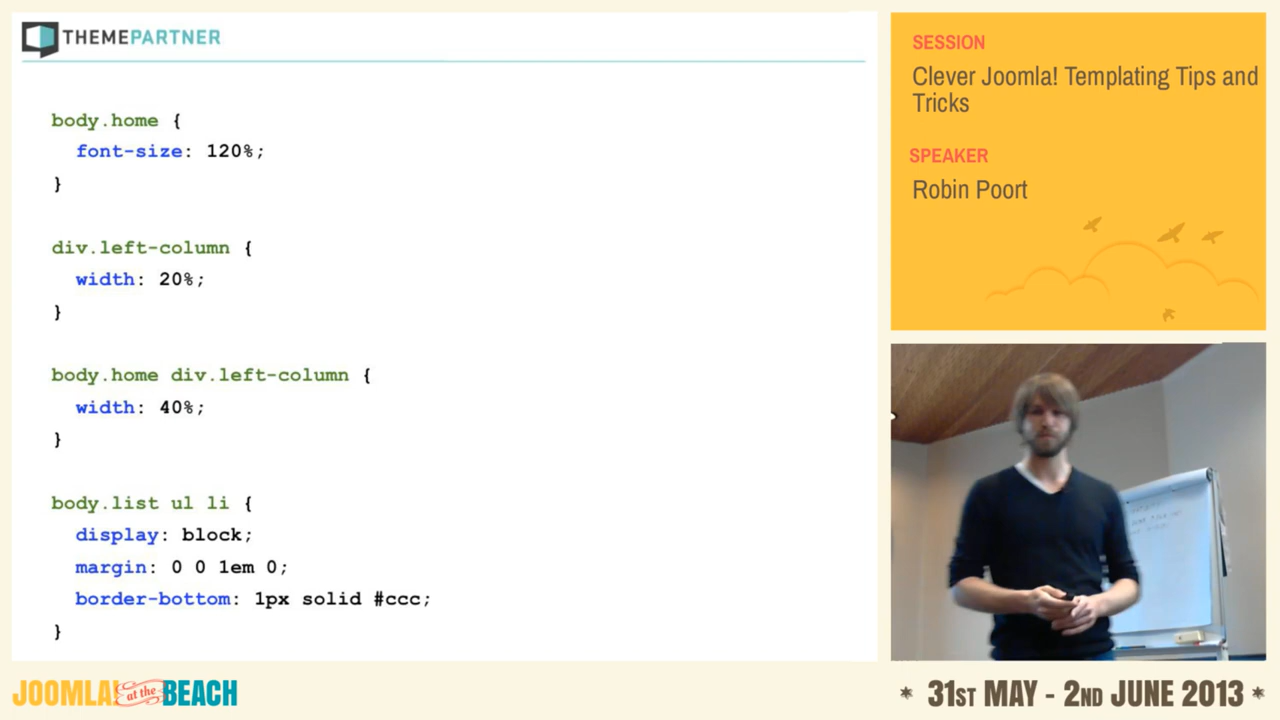 THEMEPARTNER
body.home {
font-size: 120%;
}
div.left-column {
width: 20%;
}
body.home div.left-column {
width: 40%;
}
body.list ul li {
display: block;
margin: 0 0 1em 0;
border-bottom: 1px solid #ccc;
}
SESSION
Clever Joomla! Templating Tips and
Tricks
SPEAKER
Robin Poort
JOOMLA! at the BEACH
* 31ST MAY - 2ND JUNE 2013 *